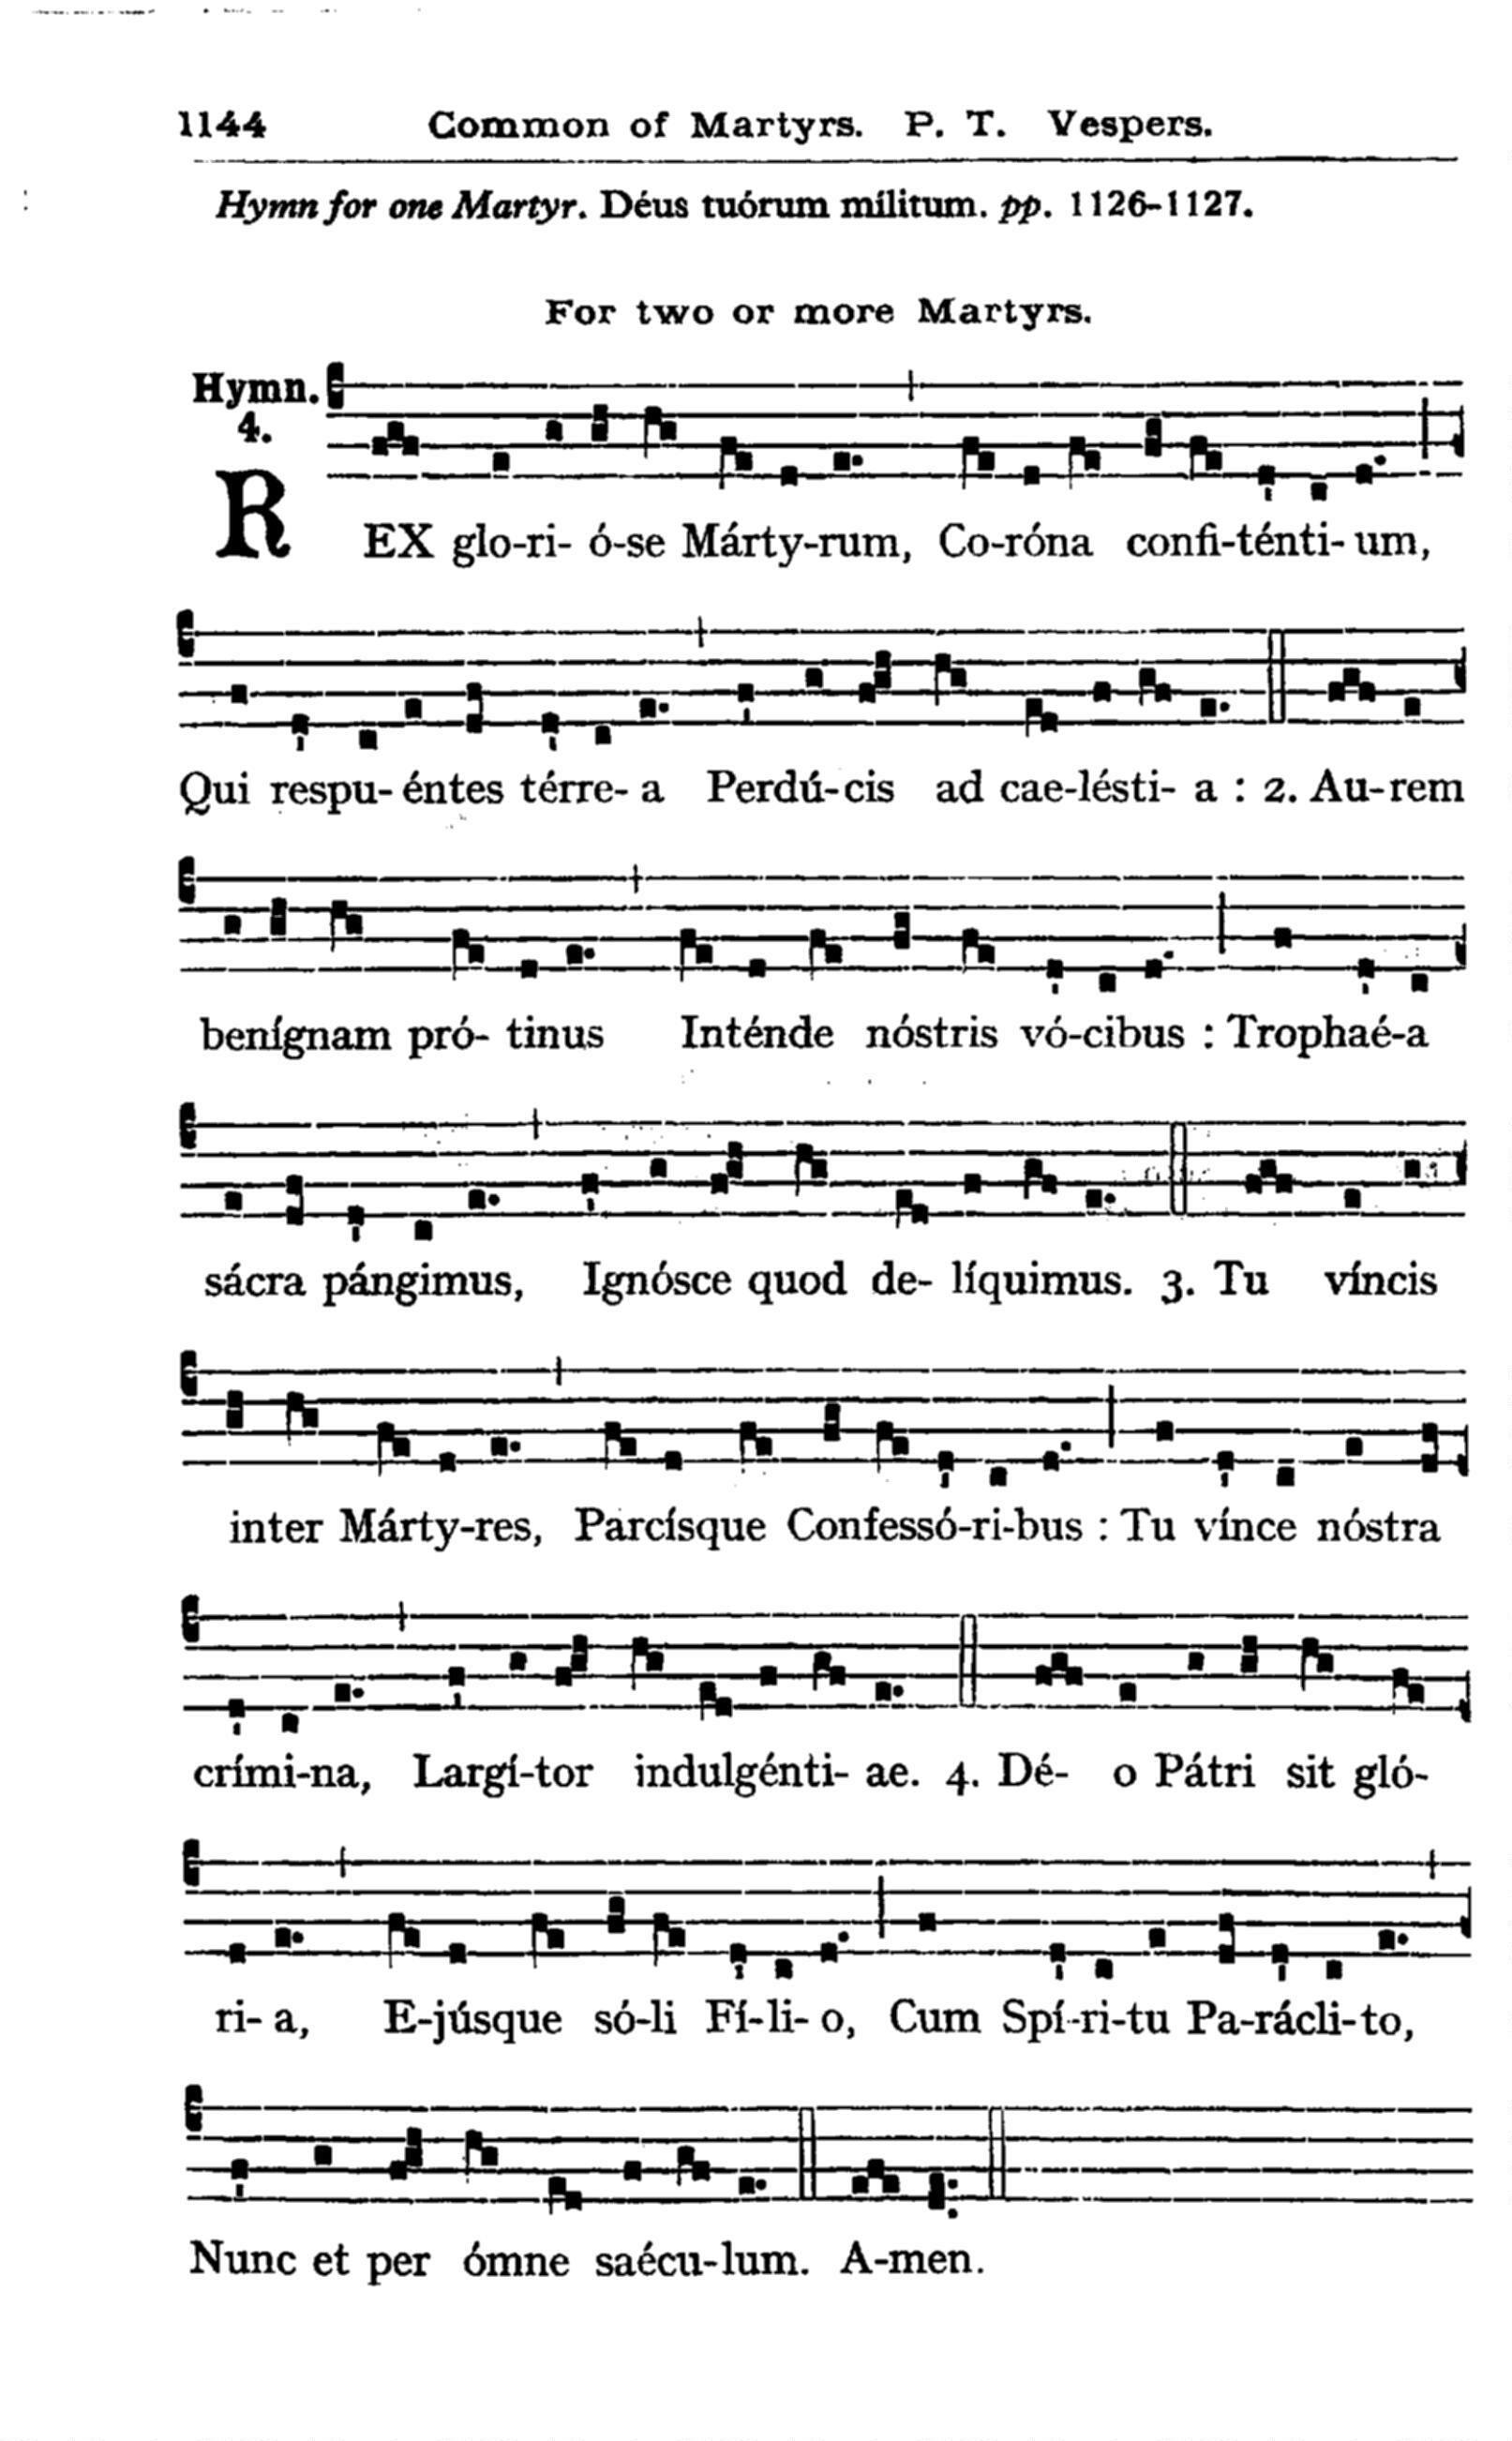 1144 Common of Martyrs. P. T. Vespers.
Hymn for one Martyr. Déus tuórum mílitum. pp. 1126-1127.
For two or more Martyrs.
Hymn.
4.
REX glo-ri- ó-se Márty-rum, Co-róna confi-ténti- um,
Qui respu- éntes térre- a Perdú-cis ad cae-lésti- a : 2. Au-rem
benígnam pró- tinus Inténde nóstris vó-cibus : Trophaé-a
sácra pángimus, Ignósce quod de- líquimus. 3. Tu víncis
inter Márty-res, Parcísque Confessó-ri-bus : Tu vínce nóstra
crími-na, Largí-tor indulgénti- ae. 4. Dé- o Pátri sit gló-
ri- a, E-júsque só-li Fí-li- o, Cum Spí-ri-tu Pa-rácli-to,
Nunc et per ómne saécu-lum. A-men.